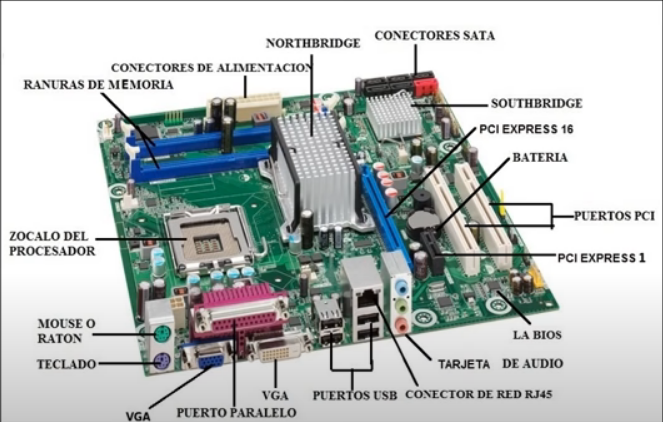 CONECTORES SATA
NORTHBRIDGE
CONECTORES DE ALIMENTACION
RANURAS DE MEMORIA
SOUTHBRIDGE
PCI EXPRESS 16
BATERIA
PUERTOS PCI
ZOCALO DEL
PROCESADOR
PCI EXPRESS 1
MOUSE O
RATON
LA BIOS
TECLADO
TARJETA DE AUDIO
VGA
PUERTOS USB
CONECTOR DE RED RJ45
PUERTO PARALELO
VGA